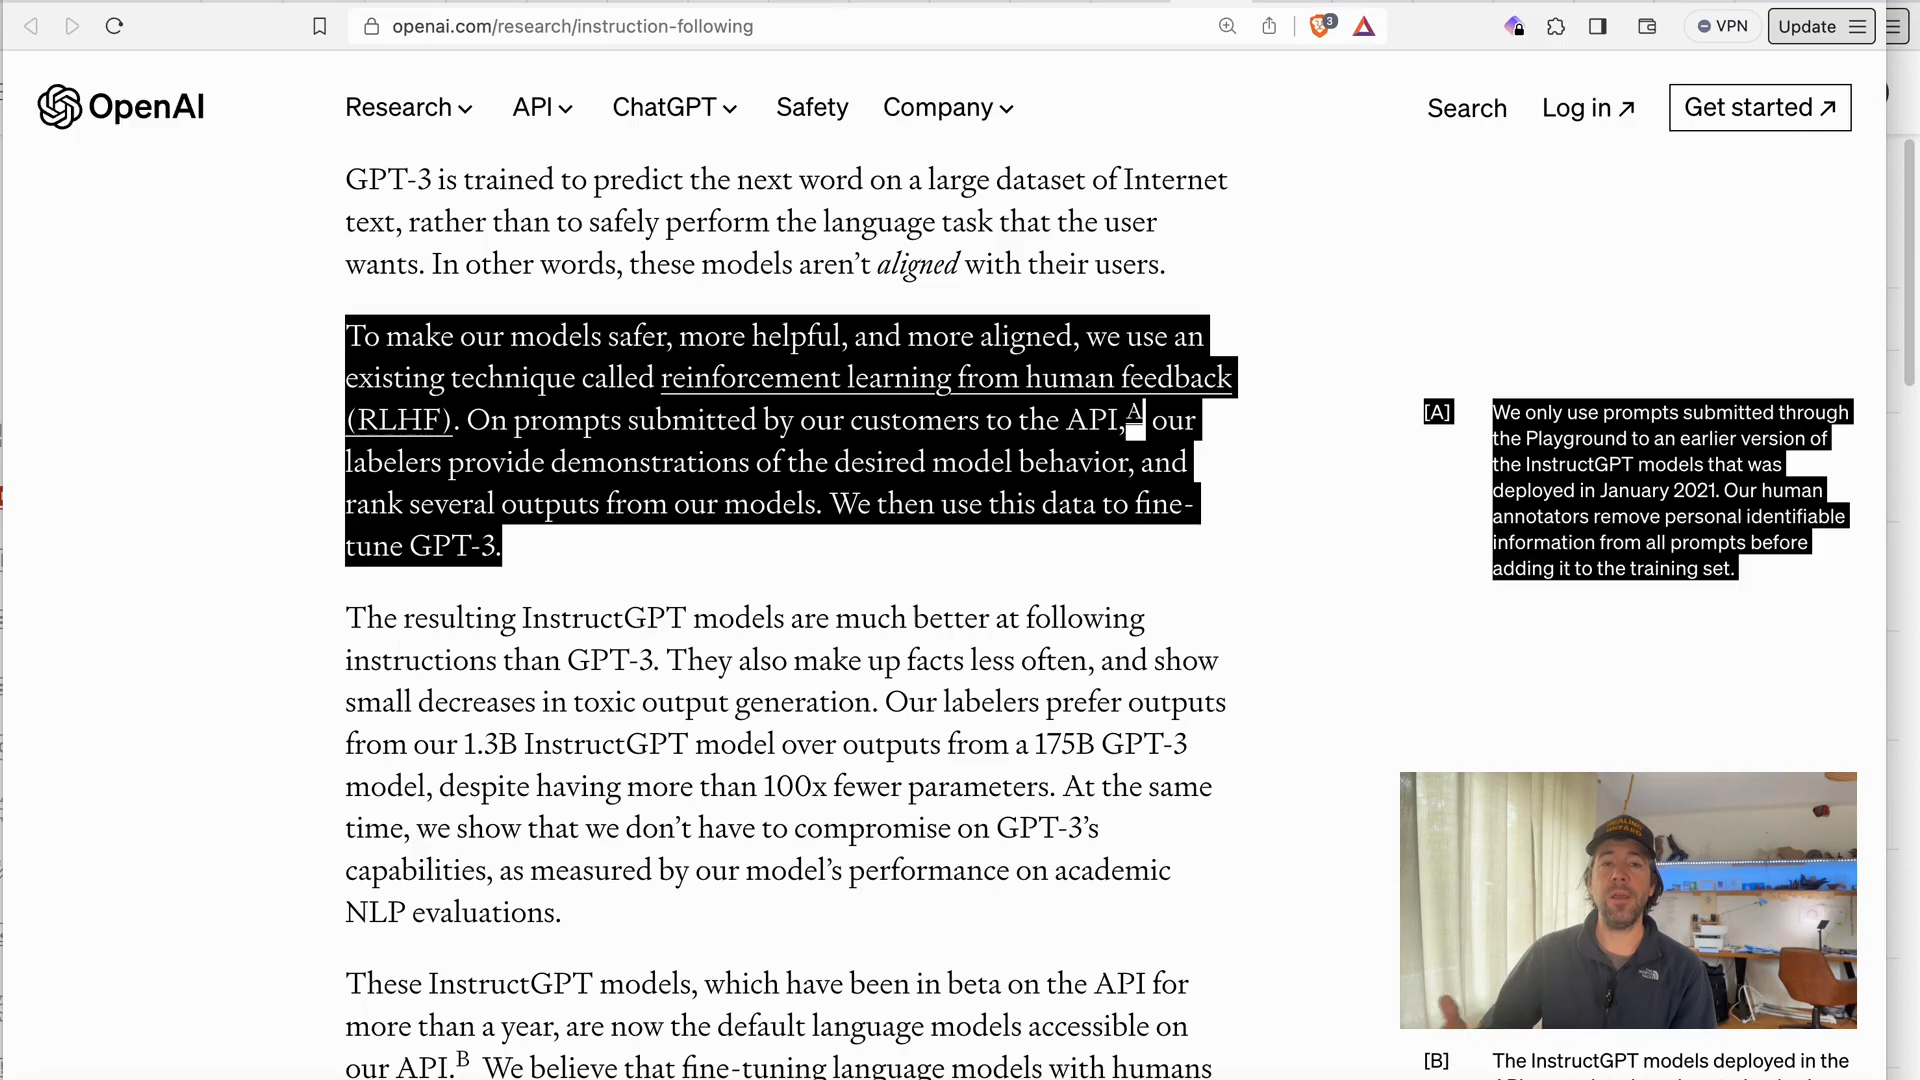 openai.com/research/instruction-following
3
VPN
Update
OpenAI
Research
API
ChatGPT
Safety
Company
Search
Log in ↗
Get started ↗
GPT-3 is trained to predict the next word on a large dataset of Internet
text, rather than to safely perform the language task that the user
wants. In other words, these models aren’t aligned with their users.
To make our models safer, more helpful, and more aligned, we use an
existing technique called reinforcement learning from human feedback
(RLHF). On prompts submitted by our customers to the API,A our
labelers provide demonstrations of the desired model behavior, and
rank several outputs from our models. We then use this data to fine-
tune GPT-3.
[A] We only use prompts submitted through
the Playground to an earlier version of
the InstructGPT models that was
deployed in January 2021. Our human
annotators remove personal identifiable
information from all prompts before
adding it to the training set.
The resulting InstructGPT models are much better at following
instructions than GPT-3. They also make up facts less often, and show
small decreases in toxic output generation. Our labelers prefer outputs
from our 1.3B InstructGPT model over outputs from a 175B GPT-3
model, despite having more than 100x fewer parameters. At the same
time, we show that we don’t have to compromise on GPT-3’s
capabilities, as measured by our model’s performance on academic
NLP evaluations.
These InstructGPT models, which have been in beta on the API for
more than a year, are now the default language models accessible on
our API.B We believe that fine-tuning language models with humans
[B] The InstructGPT models deployed in the